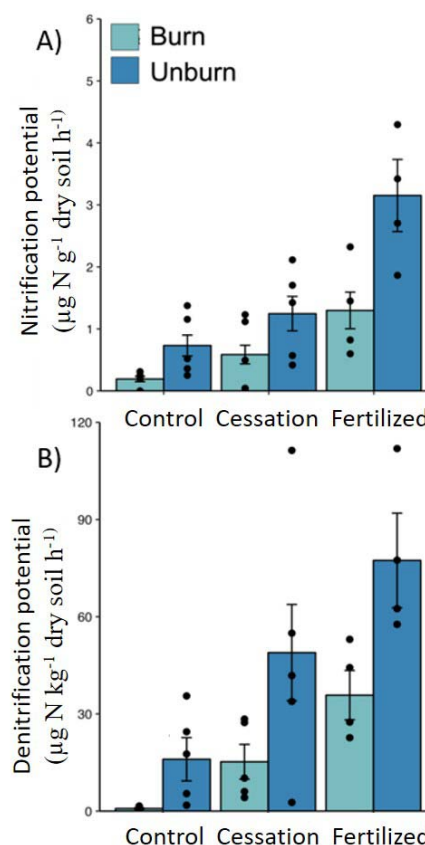 A)
Burn
Unburn
Nitrification potential
(µg N g⁻¹ dry soil h⁻¹)
6
5
4
3
2
1
0
Control Cessation Fertilized
B)
Denitrification potential
(µg N kg⁻¹ dry soil h⁻¹)
120
90
60
30
0
Control Cessation Fertilized